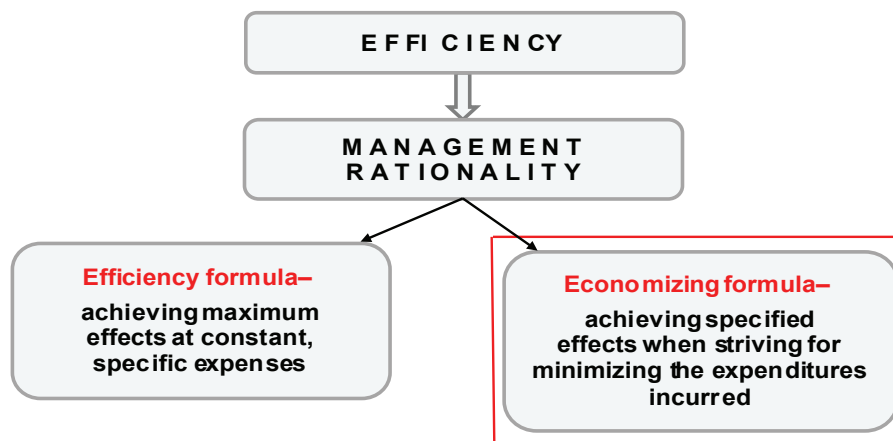 EFFICIENCY
MANAGEMENT
RATIONALITY
Efficiency formula–
achieving maximum
effects at constant,
specific expenses
Economizing formula–
achieving specified
effects when striving for
minimizing the expenditures
incurred